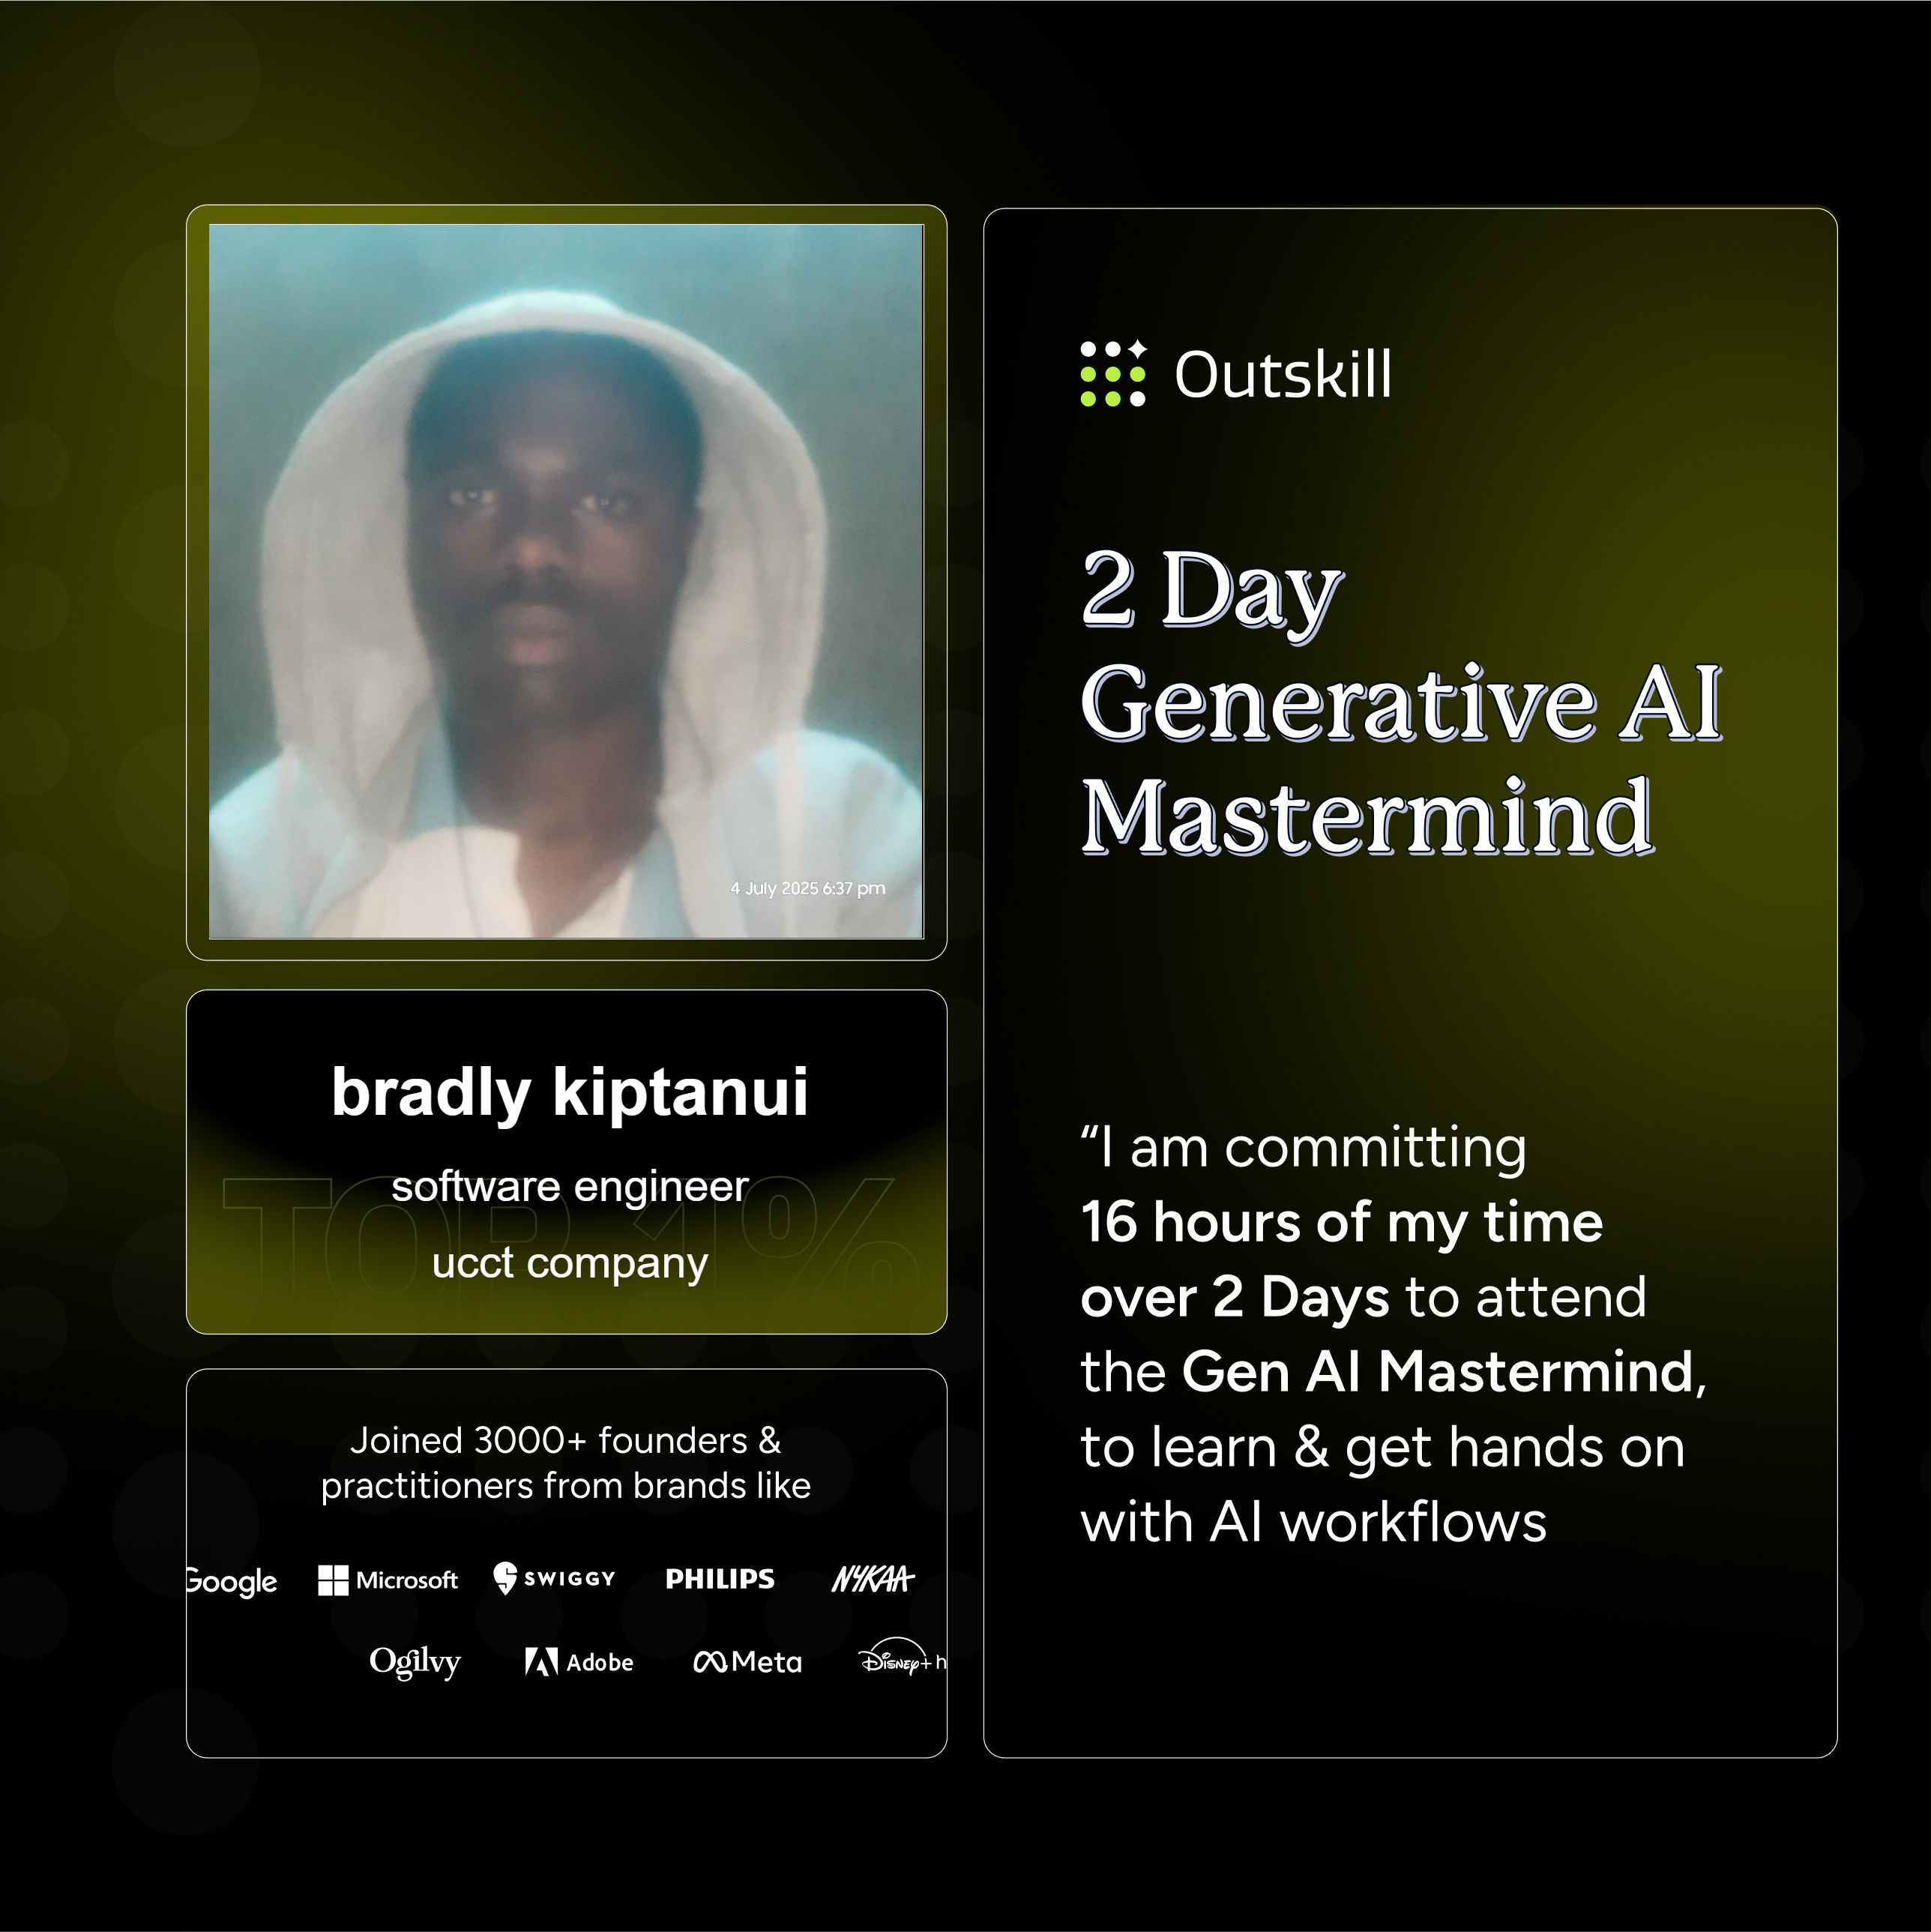 4 July 2025 6:37 pm
bradly kiptanui
software engineer
TOP 1%
ucct company
Joined 3000+ founders &
practitioners from brands like
Google Microsoft SWIGGY PHILIPS NYKAA
Ogilvy Adobe Meta Disney+ h
Outskill
2 Day
Generative AI
Mastermind
“I am committing
16 hours of my time
over 2 Days to attend
the Gen AI Mastermind,
to learn & get hands on
with AI workflows